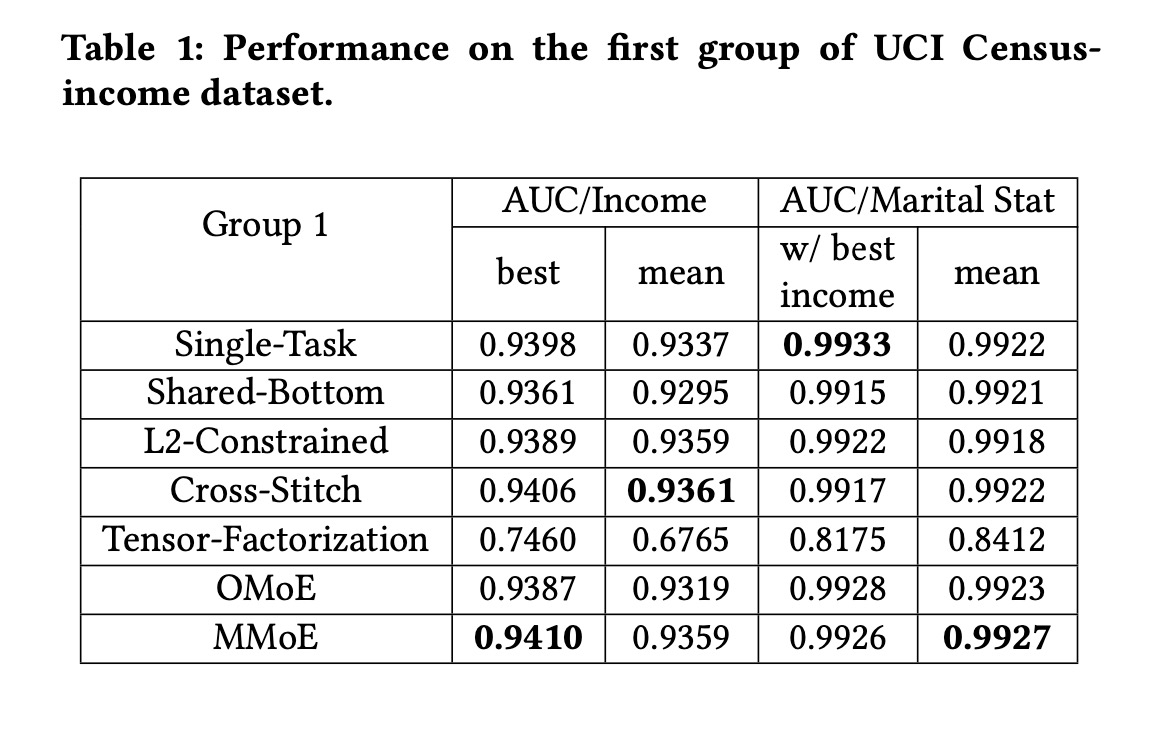 Table 1: Performance on the first group of UCI Census-
income dataset.
Group 1 AUC/Income AUC/Marital Stat
best mean w/ best income mean
Single-Task 0.9398 0.9337 0.9933 0.9922
Shared-Bottom 0.9361 0.9295 0.9915 0.9921
L2-Constrained 0.9389 0.9359 0.9922 0.9918
Cross-Stitch 0.9406 0.9361 0.9917 0.9922
Tensor-Factorization 0.7460 0.6765 0.8175 0.8412
OMoE 0.9387 0.9319 0.9928 0.9923
MMoE 0.9410 0.9359 0.9926 0.9927